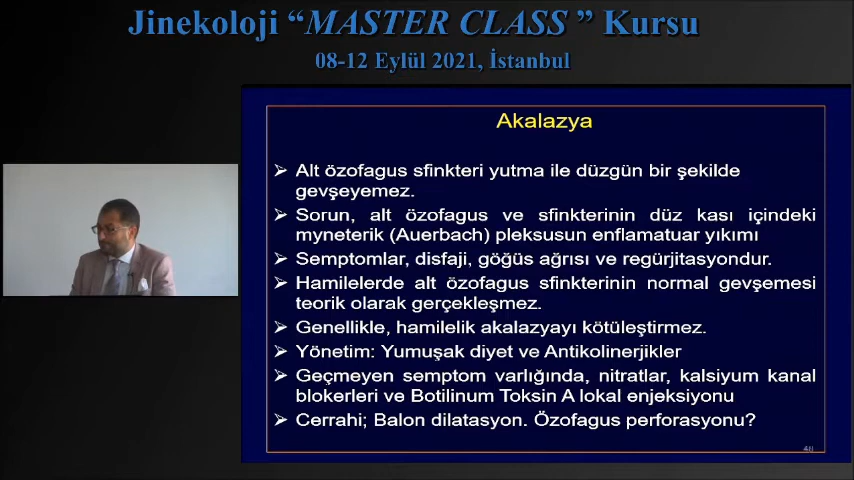 Jinekoloji “MASTER CLASS ” Kursu
08-12 Eylül 2021, İstanbul
Akalazya
➢ Alt özofagus sfinkteri yutma ile düzgün bir şekilde
gevşeyemez.
➢ Sorun, alt özofagus ve sfinkterinin düz kası içindeki
myneterik (Auerbach) pleksusun enflamatuar yıkımı
➢ Semptomlar, disfaji, göğüs ağrısı ve regürjitasyondur.
➢ Hamilelerde alt özofagus sfinkterinin normal gevşemesi
teorik olarak gerçekleşmez.
➢ Genellikle, hamilelik akalazyayı kötüleştirmez.
➢ Yönetim: Yumuşak diyet ve Antikolinerjikler
➢ Geçmeyen semptom varlığında, nitratlar, kalsiyum kanal
blokerleri ve Botilinum Toksin A lokal enjeksiyonu
➢ Cerrahi; Balon dilatasyon. Özofagus perforasyonu?
48